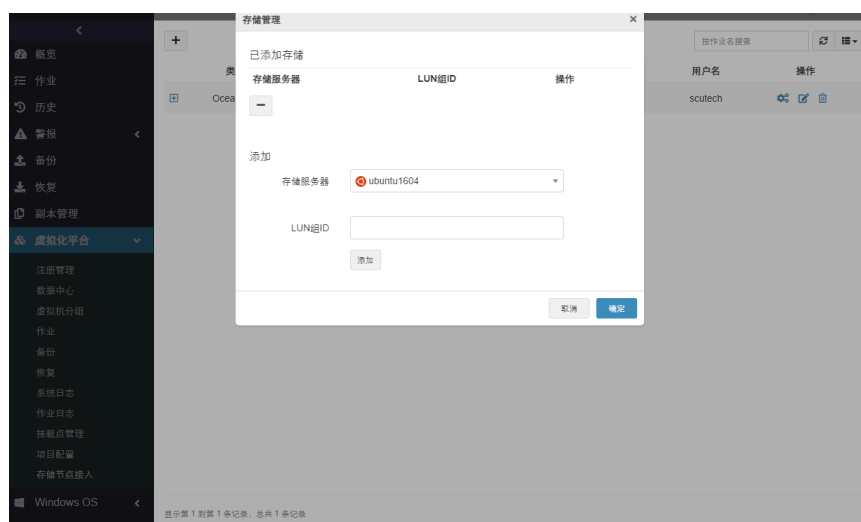 存储管理
×
已添加存储
存储服务器 LUN组ID 操作
添加
存储服务器 ubuntu1604
LUN组ID
添加
取消 确定
概览
作业
历史
警报
备份
恢复
副本管理
虚拟化平台
注册管理
数据中心
虚拟机分组
作业
备份
恢复
系统日志
作业日志
挂载点管理
项目配置
存储节点接入
Windows OS
+
按作业名搜索
类
用户名 操作
Ocea
scutech
显示第 1 到第 1 条记录，总共 1 条记录